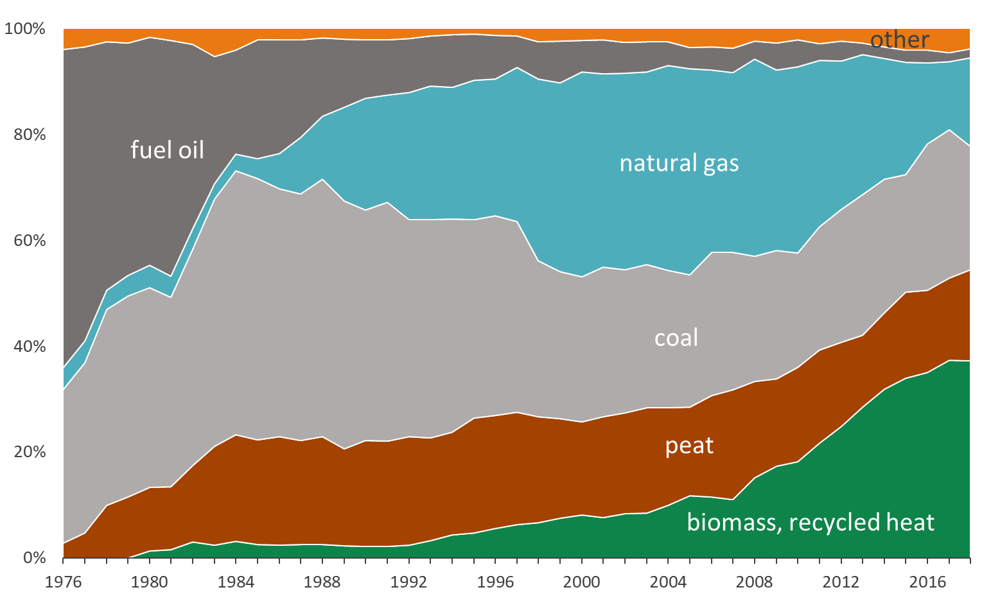 100%
other
80%
fuel oil
natural gas
60%
40%
coal
20%
peat
biomass, recycled heat
0%
1976 1980 1984 1988 1992 1996 2000 2004 2008 2012 2016